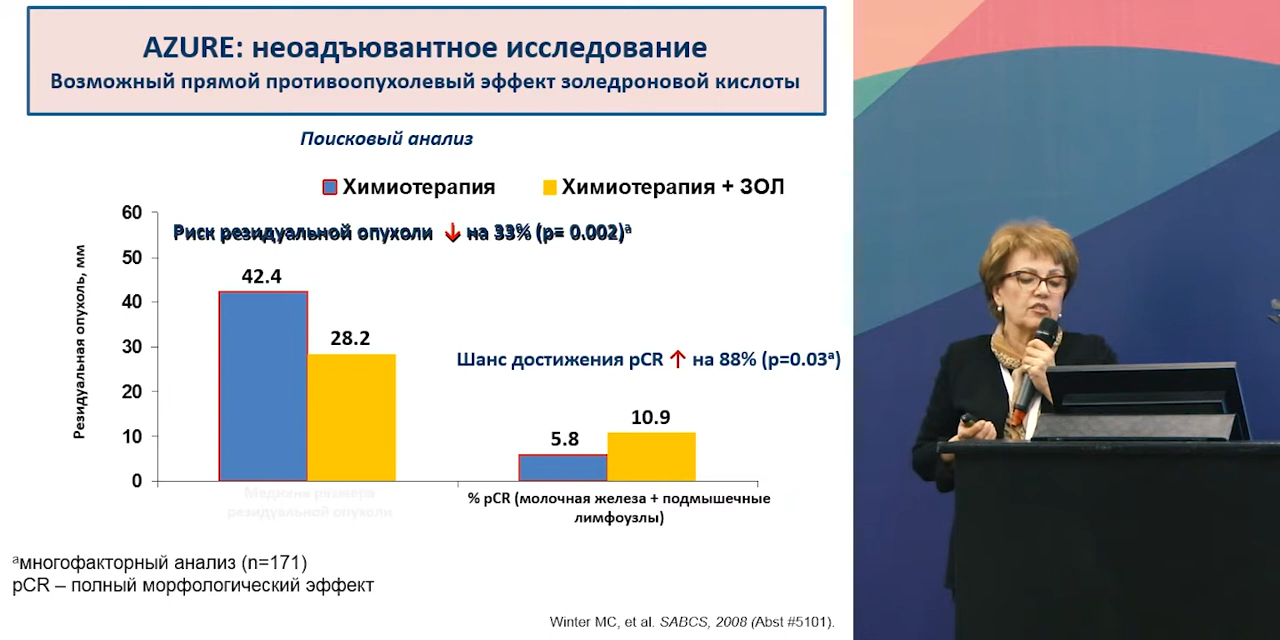 AZURE: неоадъювантное исследование
Возможный прямой противоопухолевый эффект золедроновой кислоты
Поисковый анализ
Химиотерапия
Химиотерапия + ЗОЛ
Риск резидуальной опухоли ↓ на 33% (p= 0.002)ᵃ
Шанс достижения pCR ↑ на 88% (p=0.03ᵃ)
Резидуальная опухоль, мм
60
50
40
30
20
10
0
42.4
28.2
5.8
10.9
Медиана размера
резидуальной опухоли
% pCR (молочная железа + подмышечные
лимфоузлы)
ᵃмногофакторный анализ (n=171)
pCR – полный морфологический эффект
Winter MC, et al. SABCS, 2008 (Abst #5101).